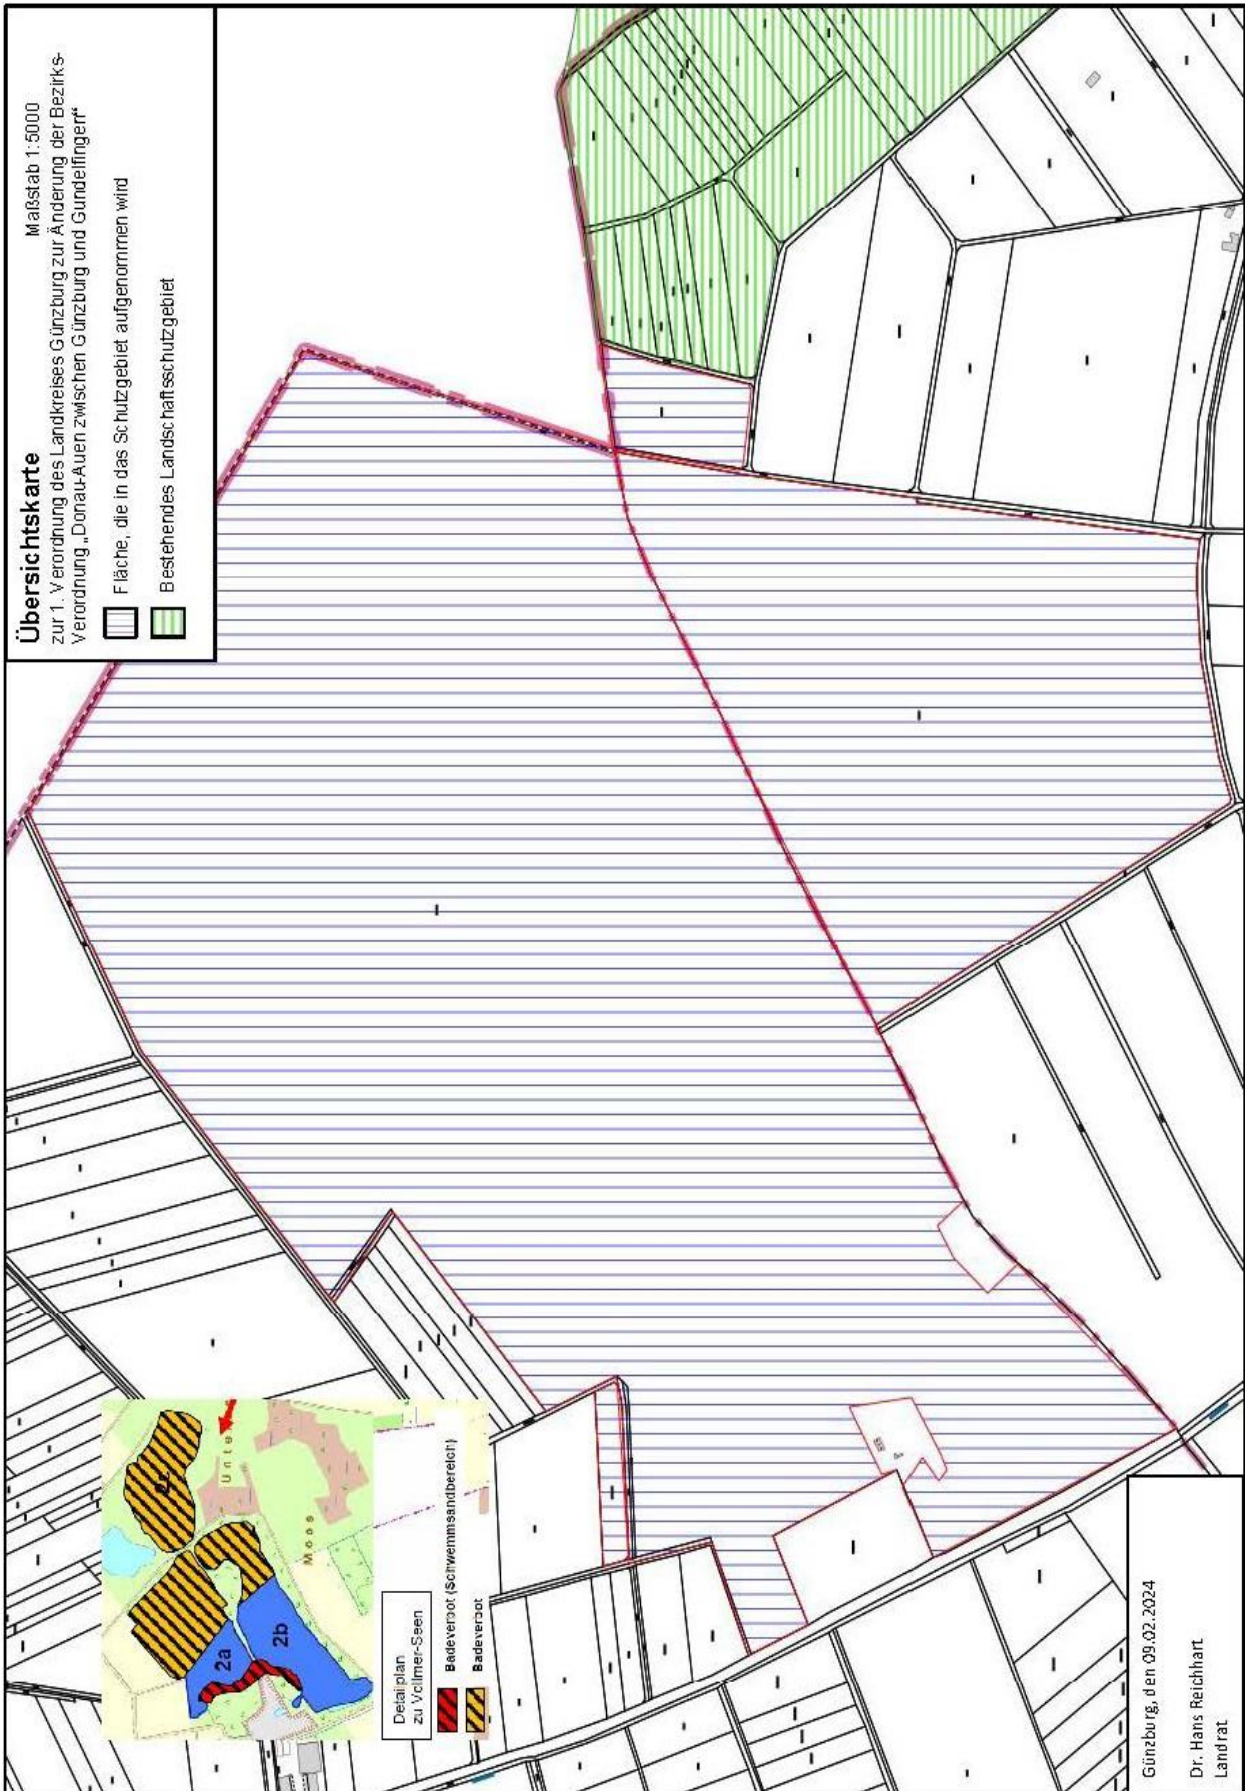 Übersichtskarte
Maßstab 1:5000
zur 1. Verordnung des Landkreises Günzburg zur Änderung der Bezirks-
Verordnung „Donau-Auen zwischen Günzburg und Gundelfingen“
Fläche, die in das Schutzgebiet aufgenommen wird
Bestehendes Landschaftsschutzgebiet
Unte
Moos
2a
2b
Detailplan
zu Vollmer-Seen
Badeverbot (Schwemmsandbereich)
Badeverbot
Günzburg, den 09.02.2024
Dr. Hans Reichhart
Landrat